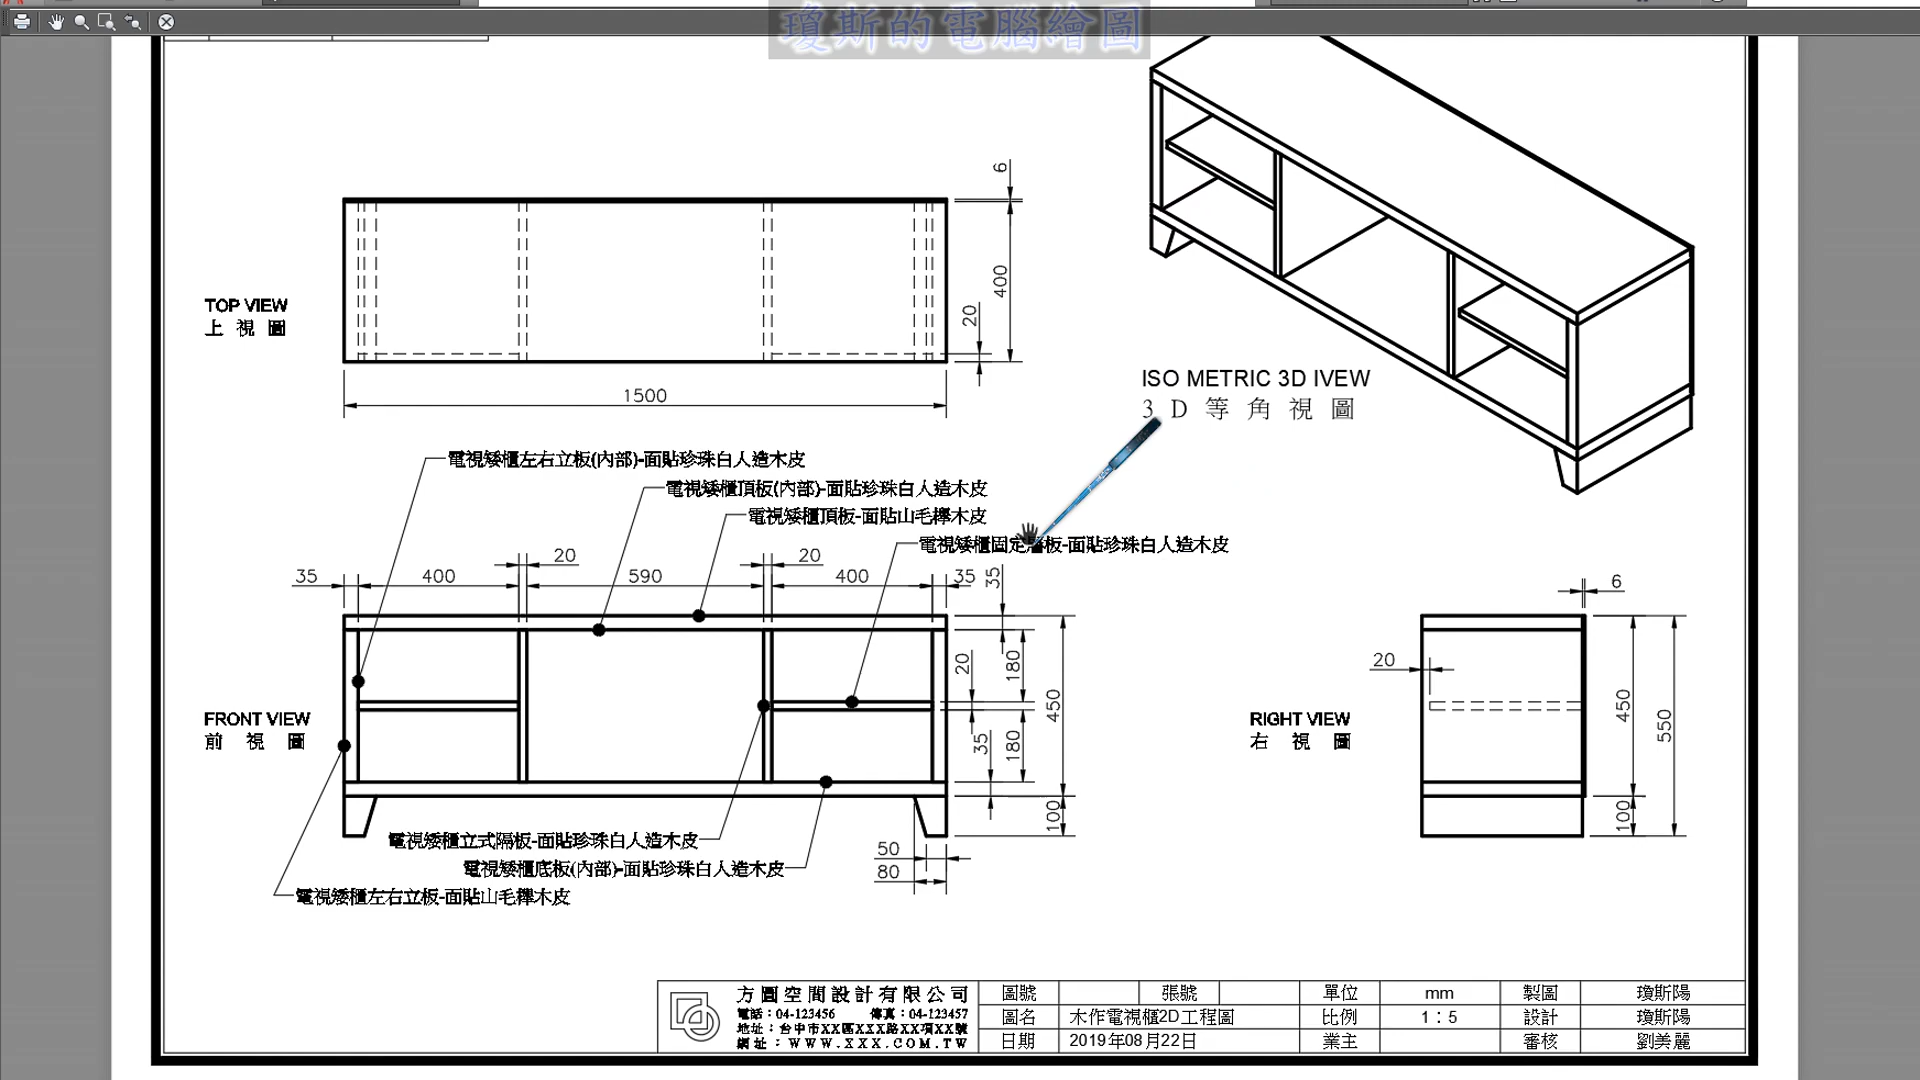 瓊斯的電腦繪圖
6
400
20
TOP VIEW
上視圖
1500
ISO METRIC 3D IVEW
3D等角視圖
電視矮櫃左右立板(內部)-面貼珍珠白人造木皮
電視矮櫃頂板(內部)-面貼珍珠白人造木皮
電視矮櫃頂板-面貼山毛櫸木皮
電視矮櫃固定層板-面貼珍珠白人造木皮
20 20
35 400 590 400 35 35
6
20 180 450
20
35 180
100
450 550
100
FRONT VIEW
前視圖
RIGHT VIEW
右視圖
電視矮櫃立式隔板-面貼珍珠白人造木皮
電視矮櫃底板(內部)-面貼珍珠白人造木皮
電視矮櫃左右立板-面貼山毛櫸木皮
50
80
方圓空間設計有限公司
電話：04-123456 傳真：04-123457
地址：台中市XX區XXX路XX項XX號
網址：WWW.XXX.COM.TW
圖號 張號 單位 mm 製圖 瓊斯陽
圖名 木作電視櫃2D工程圖 比例 1：5 設計 瓊斯陽
日期 2019年08月22日 業主 審核 劉美麗